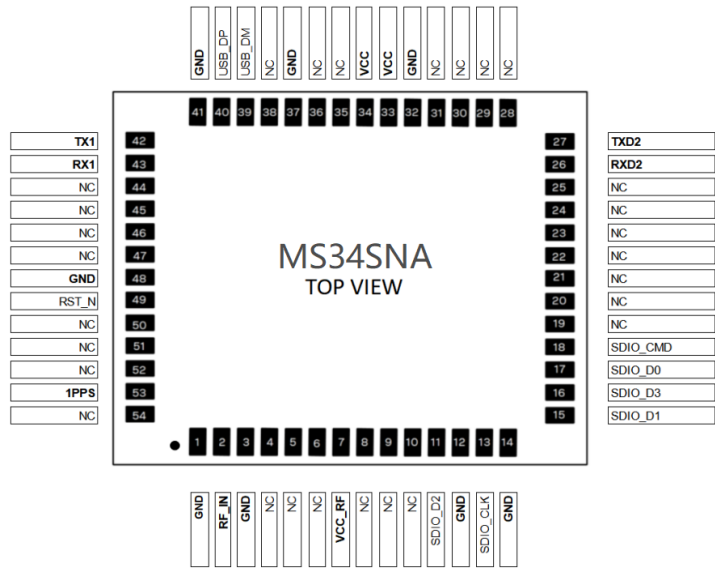 GND USB_DP USB_DM NC GND NC NC VCC VCC GND NC NC NC NC
41 40 39 38 37 36 35 34 33 32 31 30 29 28
TX1 42 27 TXD2
RX1 43 26 RXD2
NC 44 25 NC
NC 45 24 NC
NC 46 23 NC
NC 47 22 NC
MS34SNA
GND 48 21 NC
TOP VIEW
RST_N 49 20 NC
NC 50 19 NC
NC 51 18 SDIO_CMD
NC 52 17 SDIO_D0
1PPS 53 16 SDIO_D3
NC 54 15 SDIO_D1
1 2 3 4 5 6 7 8 9 10 11 12 13 14
GND RF_IN GND NC NC NC VCC_RF NC NC NC SDIO_D2 GND SDIO_CLK GND